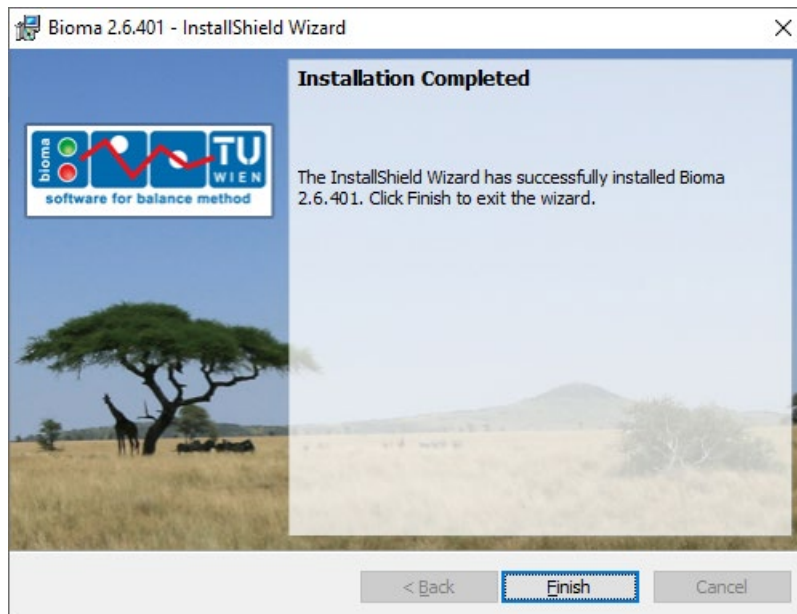 Bioma 2.6.401 - InstallShield Wizard
Installation Completed
bioma
TU
WIEN
software for balance method
The InstallShield Wizard has successfully installed Bioma
2.6.401. Click Finish to exit the wizard.
< Back
Finish
Cancel